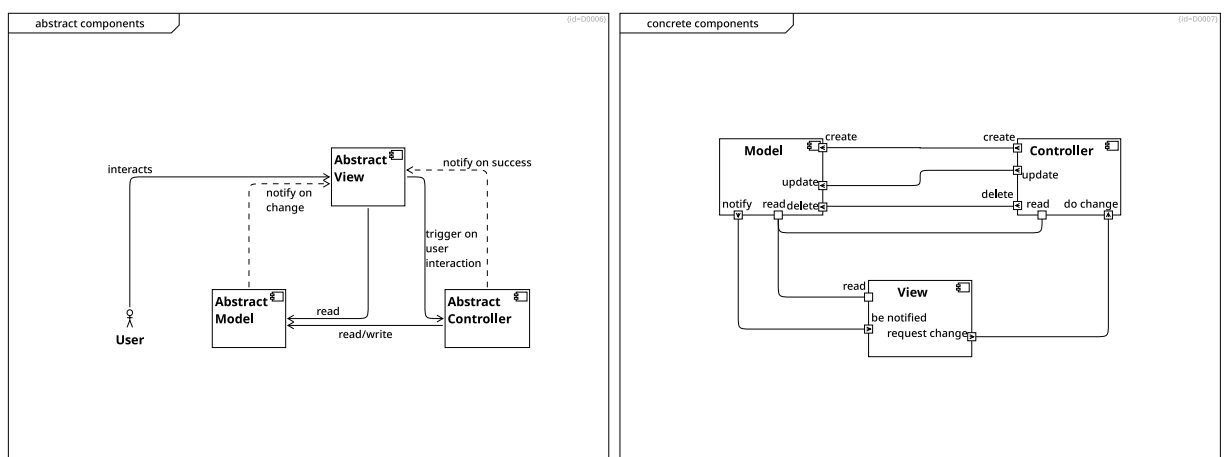 abstract components
{id=D0006}
Abstract
View
notify on success
interacts
notify on
change
trigger on
user
interaction
Abstract
Model
read
Abstract
Controller
read/write
User
concrete components
{id=D0007}
Model
create
create
Controller
update
update
delete
delete
notify
read
read
do change
read
View
be notified
request change